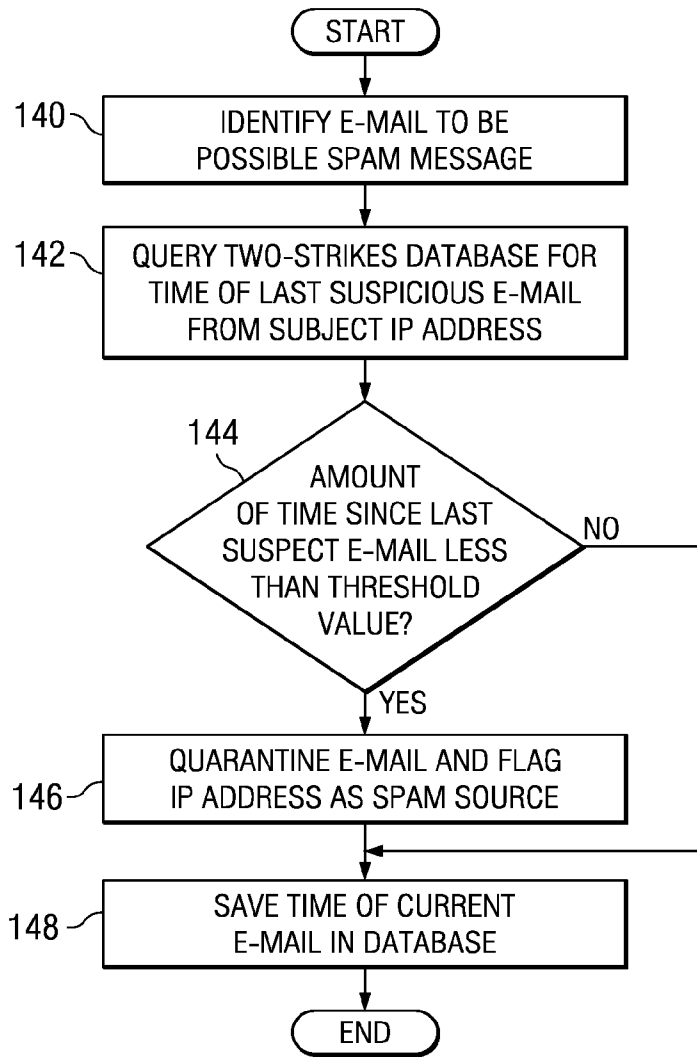 START
140
IDENTIFY E-MAIL TO BE
POSSIBLE SPAM MESSAGE
142
QUERY TWO-STRIKES DATABASE FOR
TIME OF LAST SUSPICIOUS E-MAIL
FROM SUBJECT IP ADDRESS
144
AMOUNT
OF TIME SINCE LAST
SUSPECT E-MAIL LESS
THAN THRESHOLD
VALUE?
NO
YES
146
QUARANTINE E-MAIL AND FLAG
IP ADDRESS AS SPAM SOURCE
148
SAVE TIME OF CURRENT
E-MAIL IN DATABASE
END